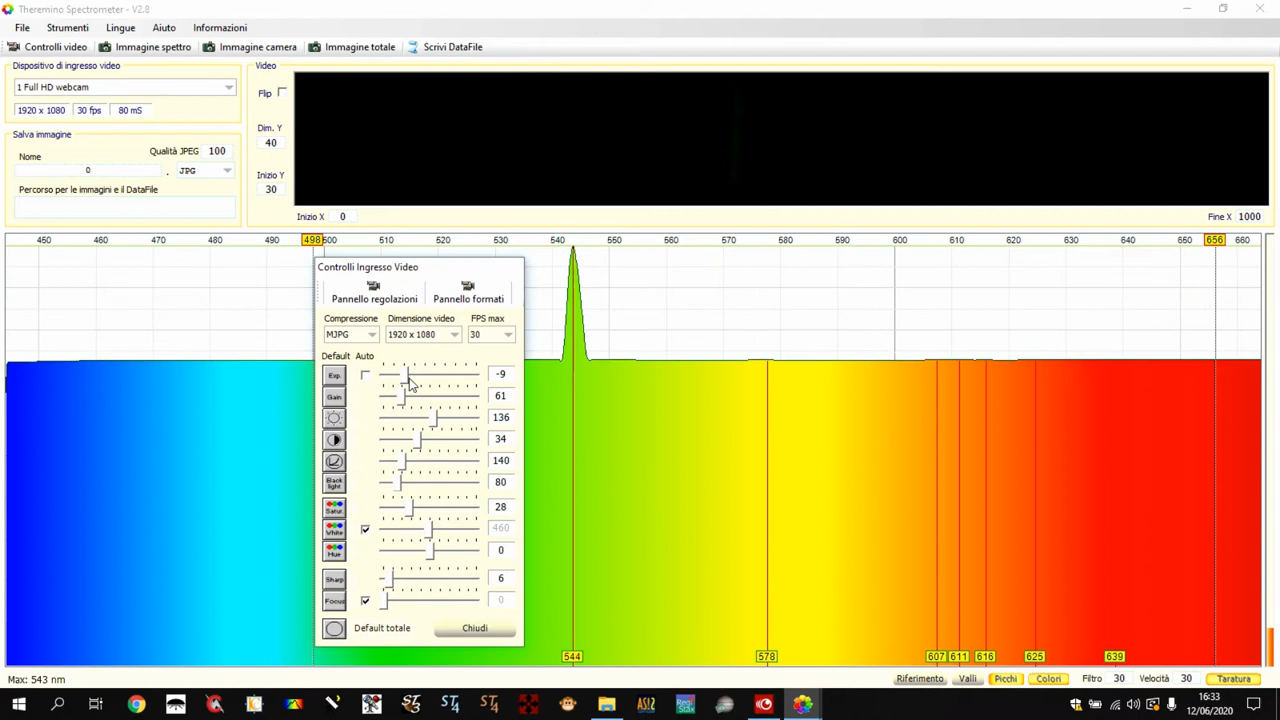 Theremino Spectrometer - V2.8
File Strumenti Lingue Aiuto Informazioni
Controlli video Immagine spettro Immagine camera Immagine totale Scrivi DataFile
Dispositivo di ingresso video
1 Full HD webcam
1920 x 1080 30 fps 80 mS
Salva immagine
Qualità JPEG 100
Nome
0 . JPG
Percorso per le immagini e il DataFile
Video
Flip
Dim. Y
40
Inizio Y
30
Inizio X 0 Fine X 1000
450 460 470 480 490 498 500 510 520 530 540 550 560 570 580 590 600 610 620 630 640 656 660
Controlli Ingresso Video
Pannello regolazioni Pannello formati
Compressione Dimensione video FPS max
MJPG 1920 x 1080 30
Default Auto
Exp. -9
Gain 61
136
34
140
Back light 80
Satur. 28
White 460
Hue 0
Sharp 6
Focus 0
Default totale Chiudi
544 578 607 611 616 625 639
Max: 543 nm Riferimento Valli Picchi Colori Filtro 30 Velocità 30 Taratura
16:33
12/06/2020